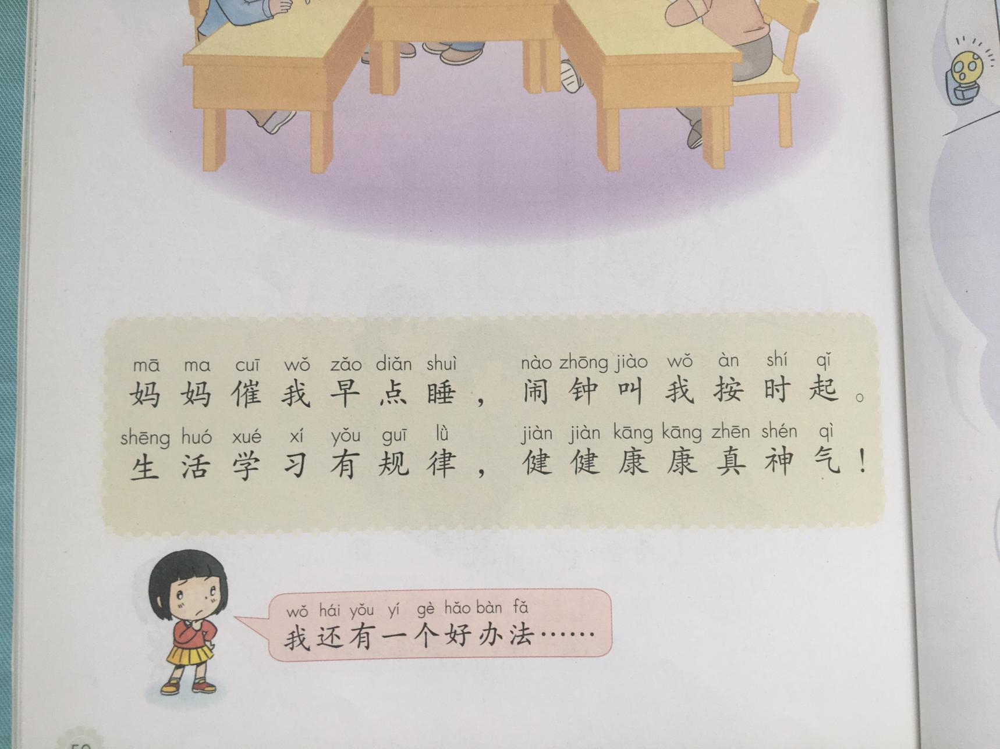 mā ma cuī wǒ zǎo diǎn shuì nào zhōng jiào wǒ àn shí qǐ
妈妈催我早点睡，闹钟叫我按时起。
shēng huó xué xí yǒu guī lǜ jiàn jiàn kāng kāng zhēn shén qì
生活学习有规律，健健康康真神气！
wǒ hái yǒu yí gè hǎo bàn fǎ
我还有一个好办法……